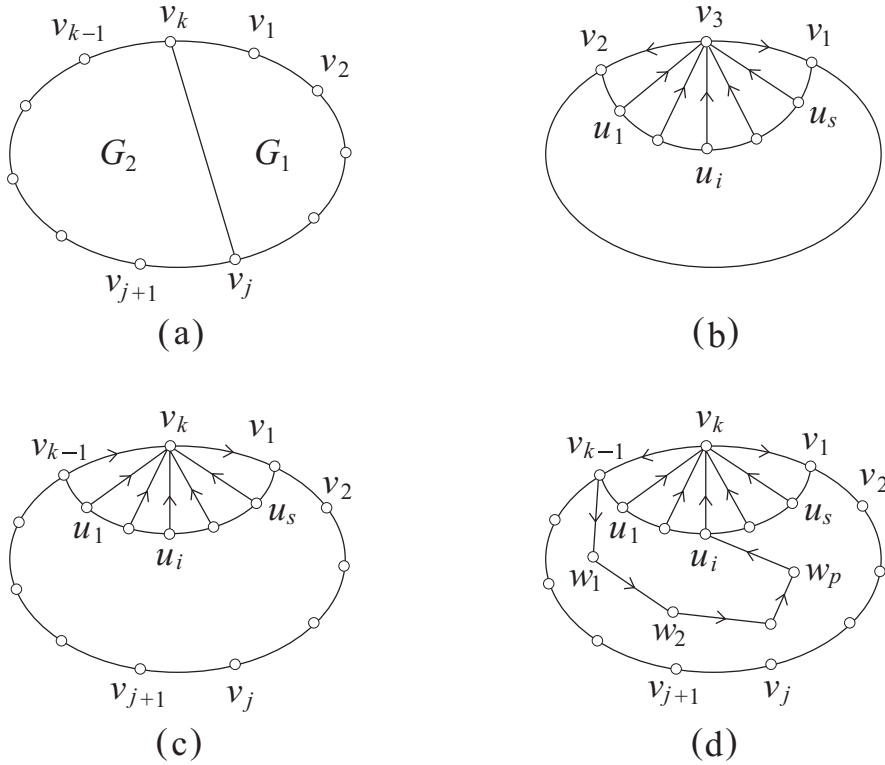 v_{k-1} v_k v_1
v_2
G_2 G_1
v_{j+1} v_j
(a)
v_3
v_2 v_1
u_1 u_s
u_i
(b)
v_k
v_{k-1} v_1
v_2
u_1 u_s
u_i
v_{j+1} v_j
(c)
v_k
v_{k-1} v_1
v_2
u_1 u_s
u_i
w_1 w_p
w_2
v_{j+1} v_j
(d)